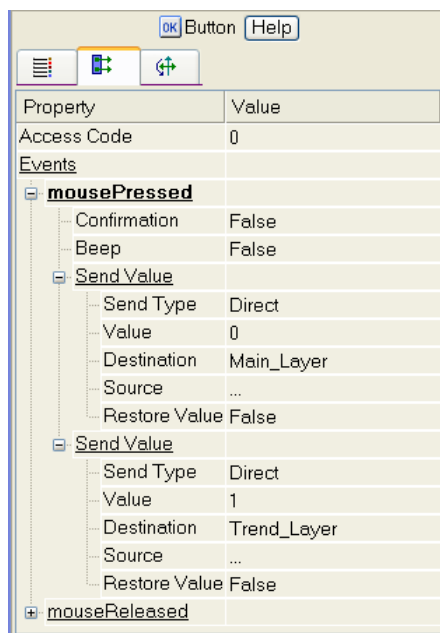 OK Button Help
Property Value
Access Code 0
Events
mousePressed
Confirmation False
Beep False
Send Value
Send Type Direct
Value 0
Destination Main_Layer
Source ...
Restore Value False
Send Value
Send Type Direct
Value 1
Destination Trend_Layer
Source ...
Restore Value False
mouseReleased